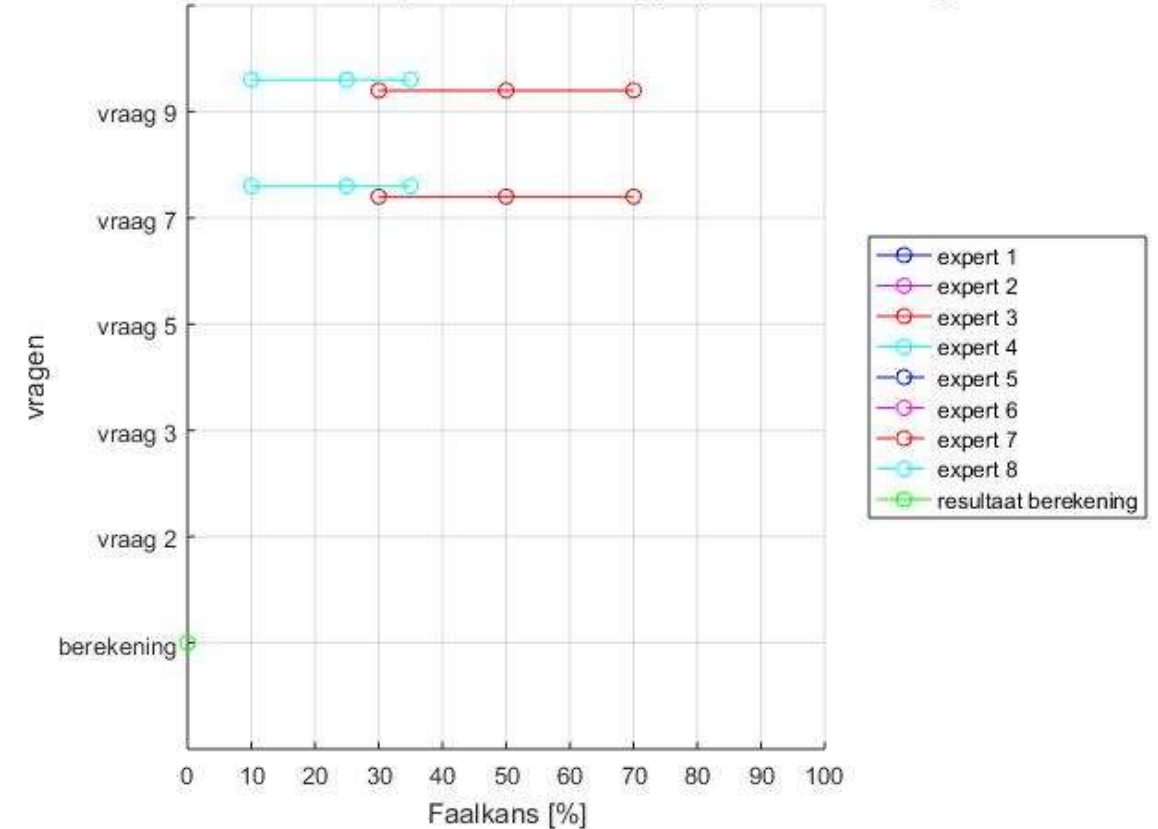 vraag 9
vraag 7
vraag 5
vraag 3
vraag 2
berekening
vragen
0 10 20 30 40 50 60 70 80 90 100
Faalkans [%]
expert 1
expert 2
expert 3
expert 4
expert 5
expert 6
expert 7
expert 8
resultaat berekening